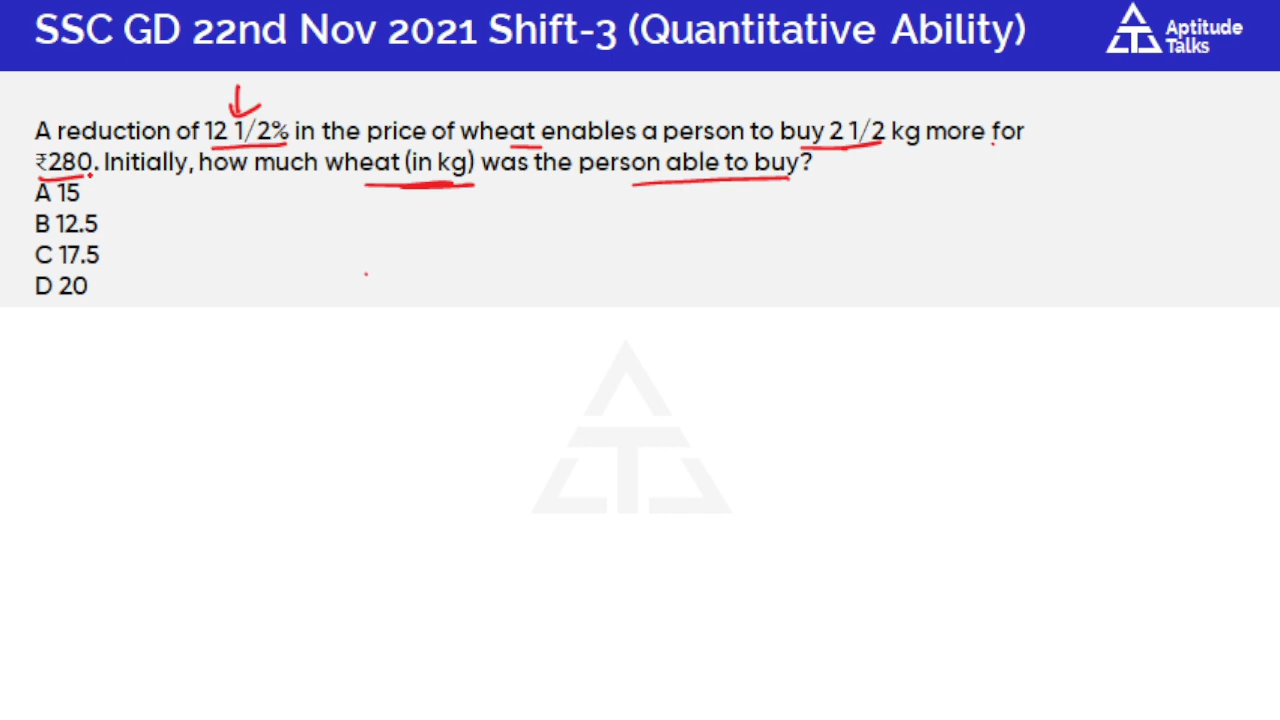 SSC GD 22nd Nov 2021 Shift-3 (Quantitative Ability)
Aptitude
Talks
A reduction of 12 1/2% in the price of wheat enables a person to buy 2 1/2 kg more for
₹280. Initially, how much wheat (in kg) was the person able to buy?
A 15
B 12.5
C 17.5
D 20